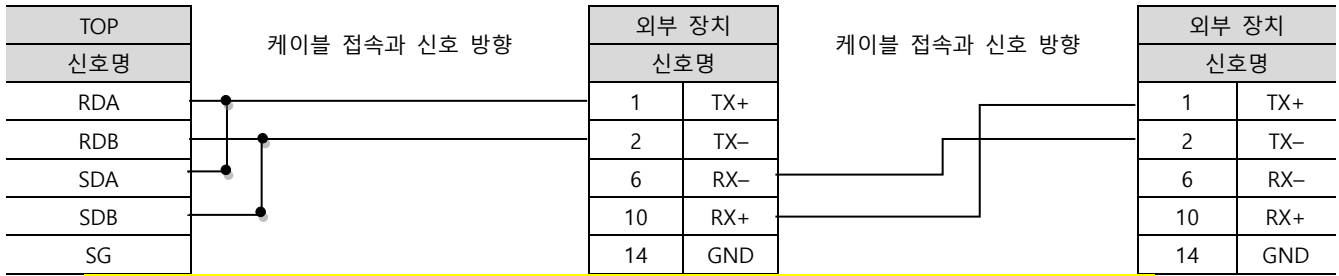 TOP 케이블 접속과 신호 방향 외부 장치 케이블 접속과 신호 방향 외부 장치
신호명 신호명 신호명
RDA 1 TX+ 1 TX+
RDB 2 TX– 2 TX–
SDA 6 RX– 6 RX–
SDB 10 RX+ 10 RX+
SG 14 GND 14 GND